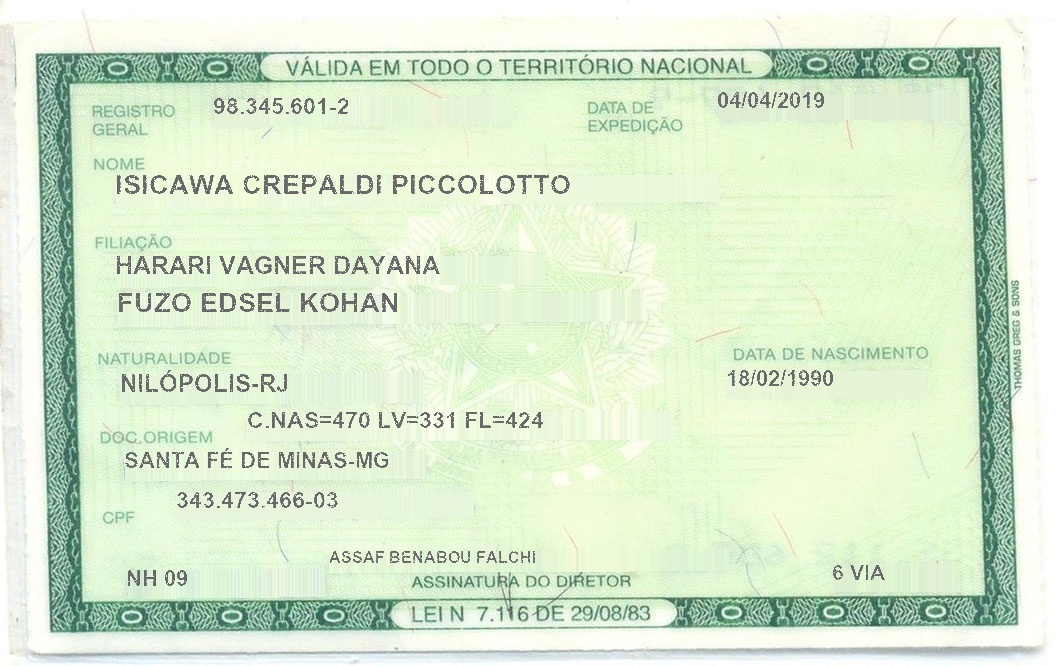 VÁLIDA EM TODO O TERRITÓRIO NACIONAL
REGISTRO GERAL 98.345.601-2 DATA DE EXPEDIÇÃO 04/04/2019
NOME
ISICAWA CREPALDI PICCOLOTTO
FILIAÇÃO
HARARI VAGNER DAYANA
FUZO EDSEL KOHAN
NATURALIDADE DATA DE NASCIMENTO
NILÓPOLIS-RJ 18/02/1990
C.NAS=470 LV=331 FL=424
DOC.ORIGEM
SANTA FÉ DE MINAS-MG
343.473.466-03
CPF
ASSAF BENABOU FALCHI
NH 09 ASSINATURA DO DIRETOR 6 VIA
LEI N 7.116 DE 29/08/83
THOMAS GREG & SONS